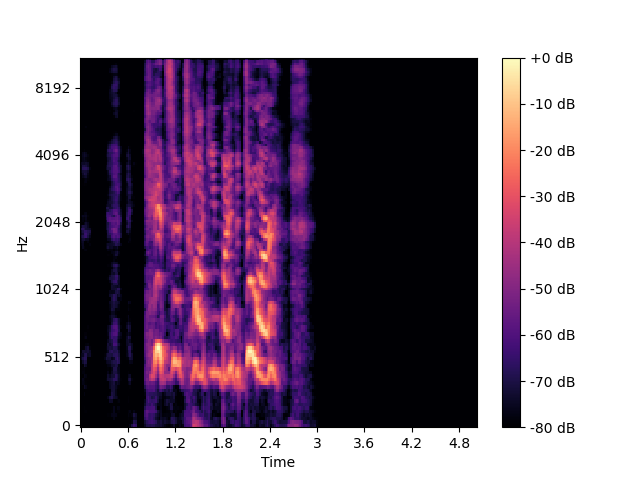 8192
4096
2048
1024
512
0
Hz
0 0.6 1.2 1.8 2.4 3 3.6 4.2 4.8
Time
+0 dB
-10 dB
-20 dB
-30 dB
-40 dB
-50 dB
-60 dB
-70 dB
-80 dB